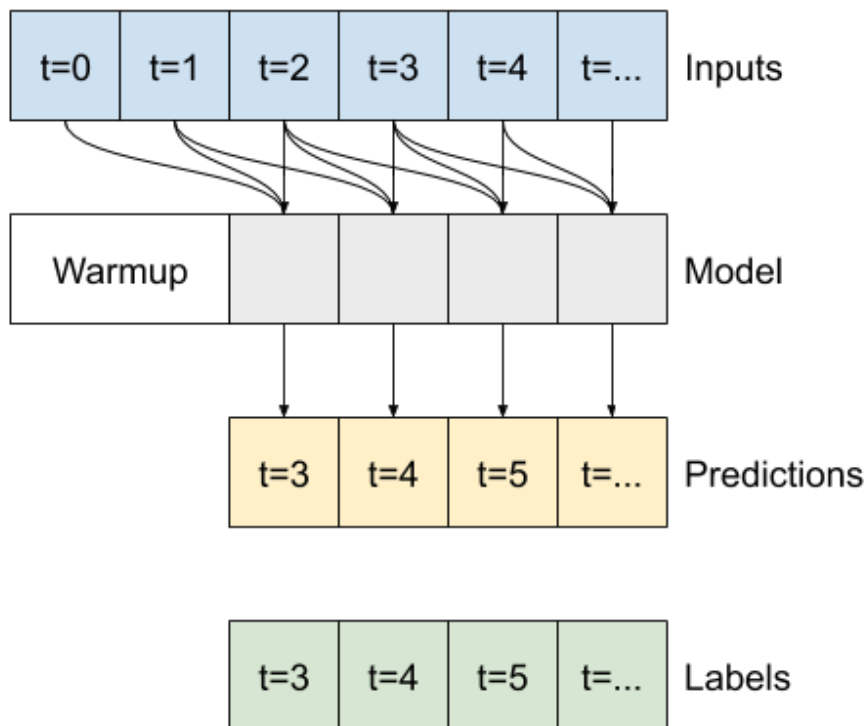 t=0 t=1 t=2 t=3 t=4 t=... Inputs
Warmup Model
t=3 t=4 t=5 t=... Predictions
t=3 t=4 t=5 t=... Labels